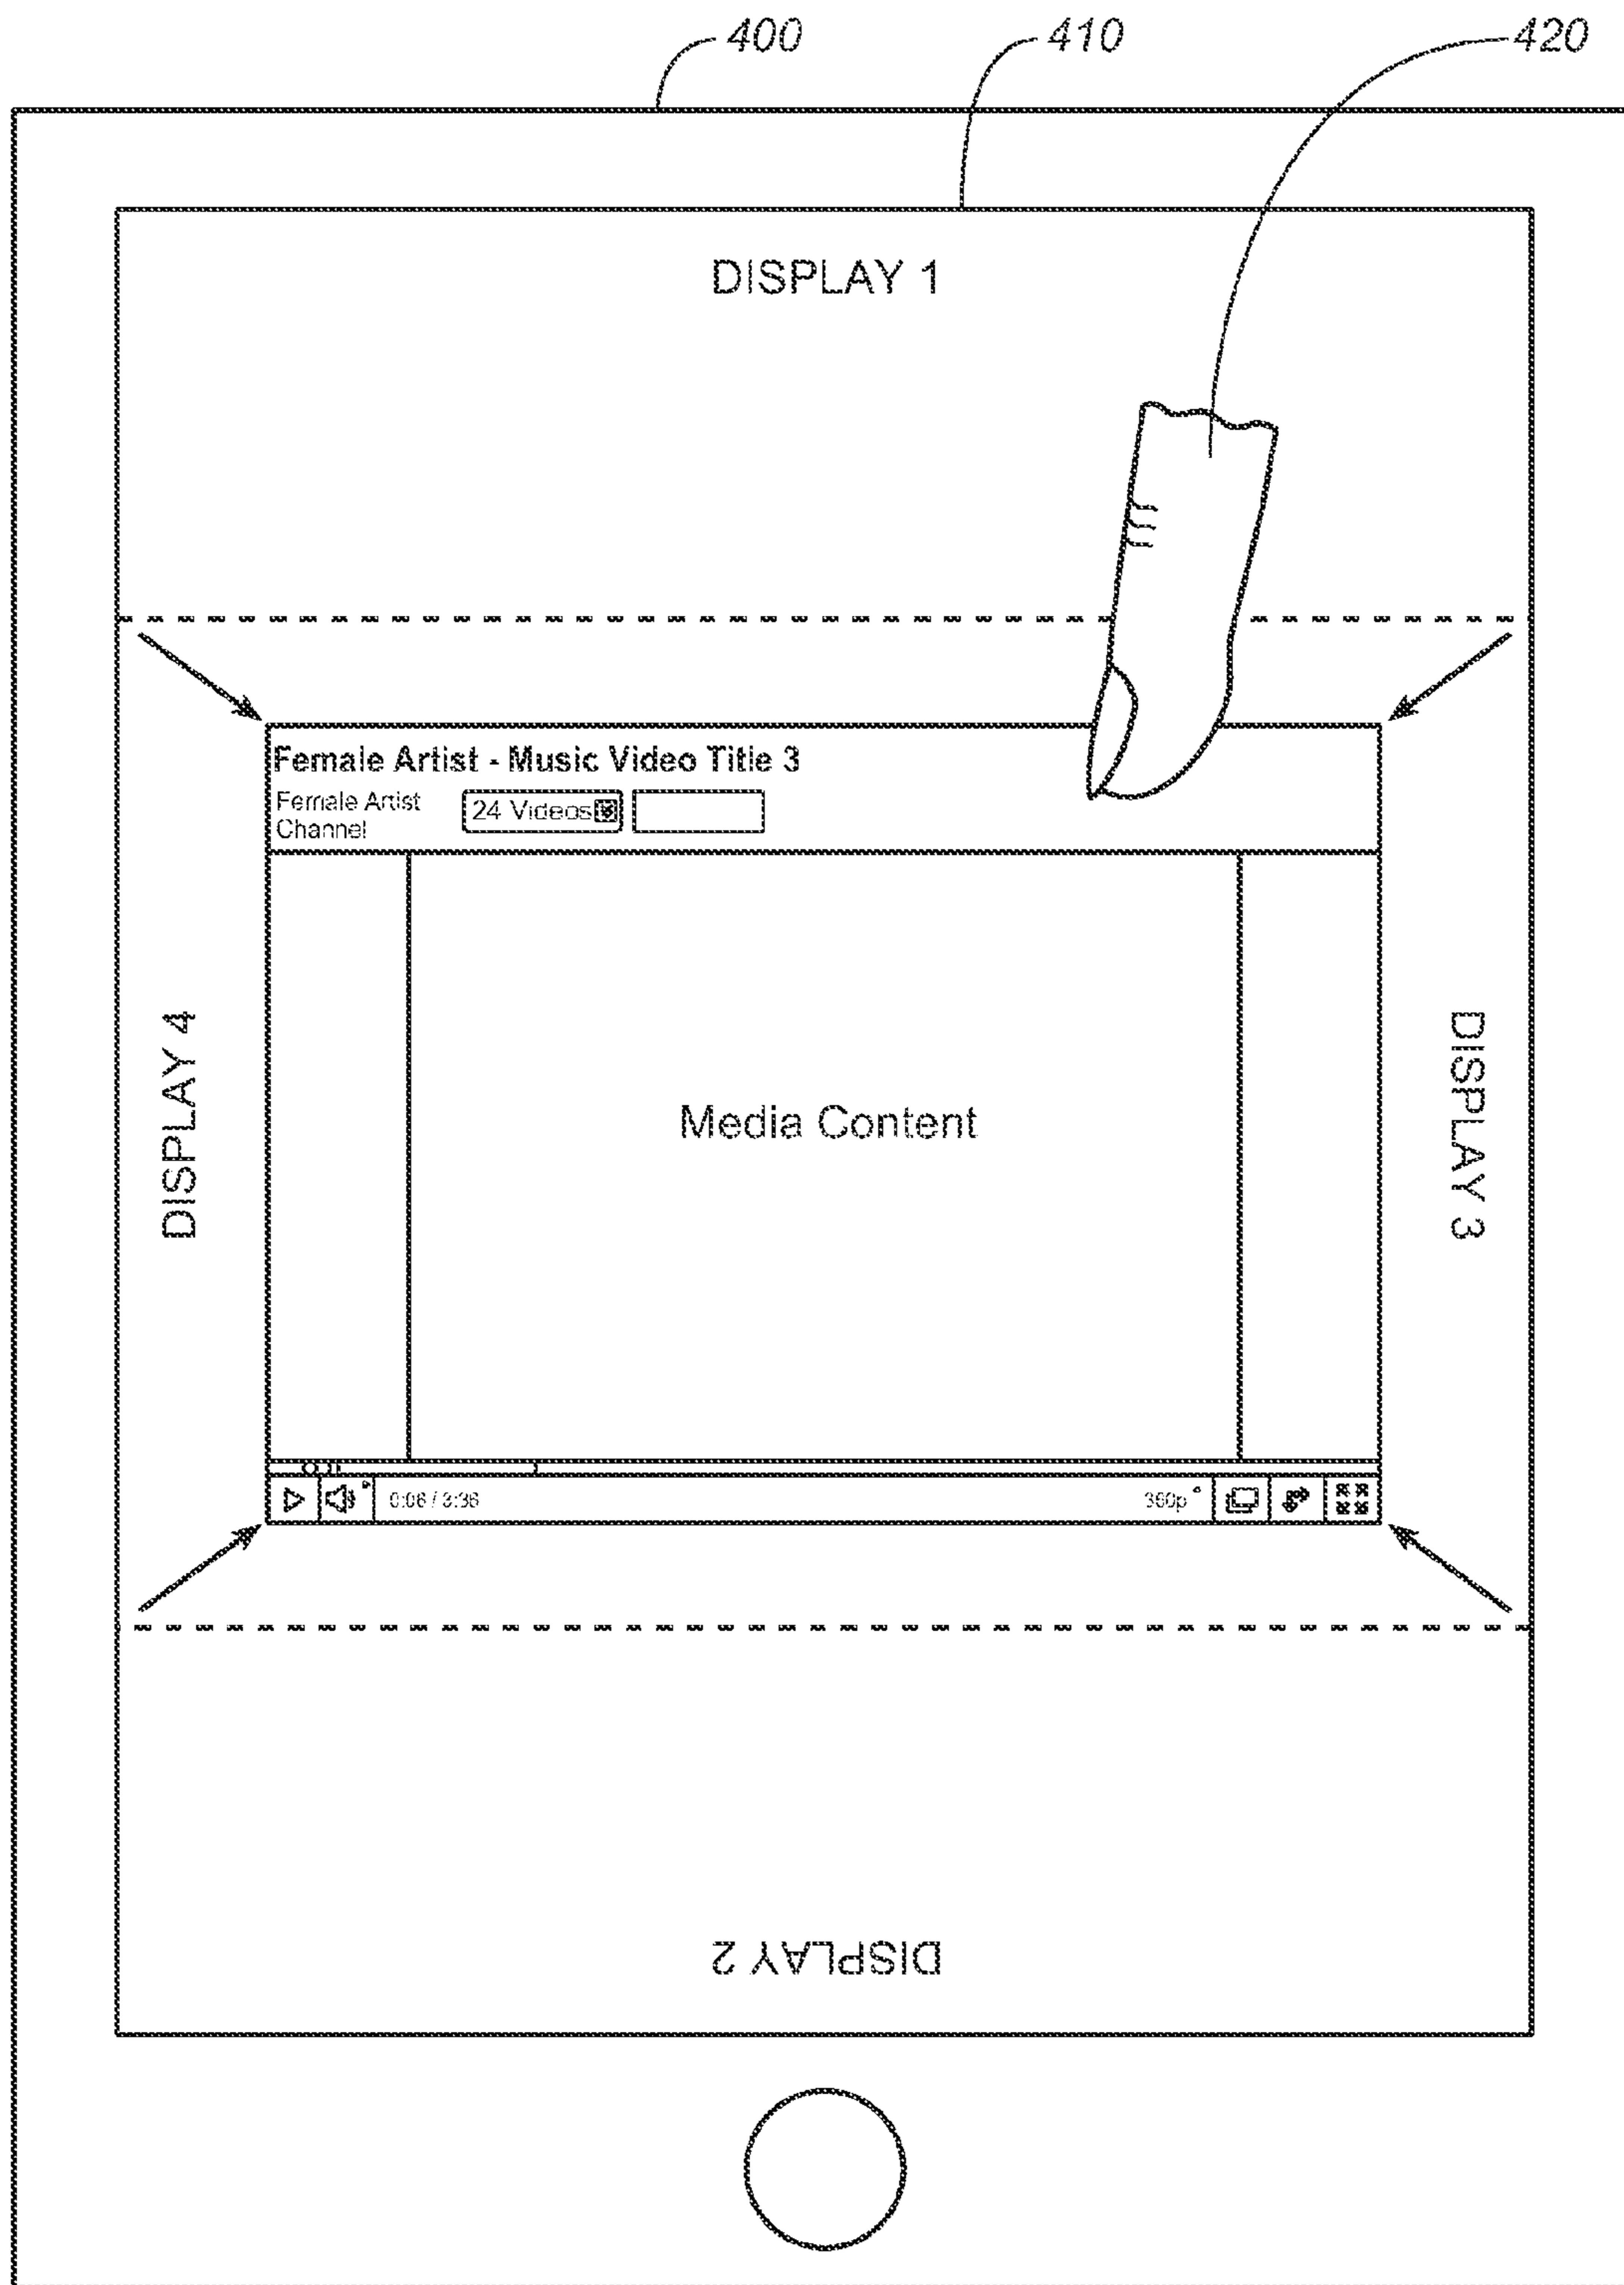 400
410
420
DISPLAY 1
Female Artist - Music Video Title 3
Female Artist
Channel
24 Videos
DISPLAY 4
Media Content
DISPLAY 3
0:06 / 3:36
360p
DISPLAY 2